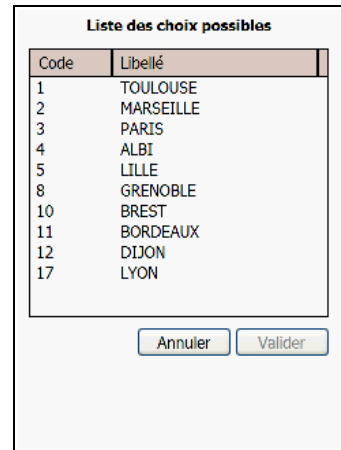 Liste des choix possibles
Code Libellé
1 TOULOUSE
2 MARSEILLE
3 PARIS
4 ALBI
5 LILLE
8 GRENOBLE
10 BREST
11 BORDEAUX
12 DIJON
17 LYON
Annuler Valider